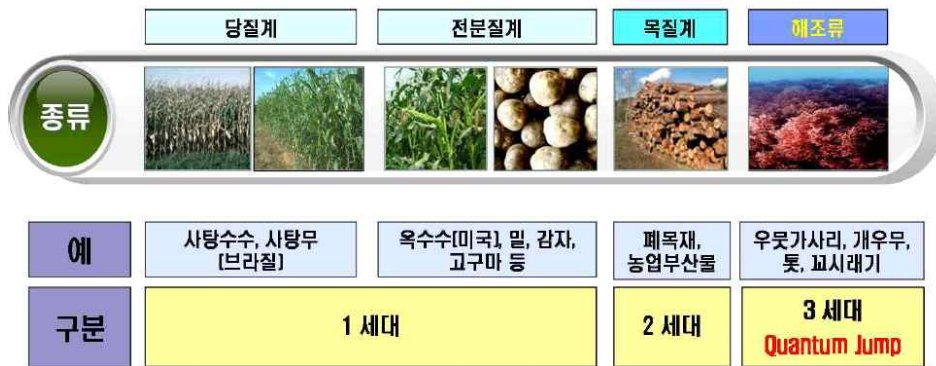 당질계
전분질계
목질계
해조류
종류
예
사탕수수, 사탕무
[브라질]
옥수수[미국], 밀, 감자,
고구마 등
폐목재,
농업부산물
우뭇가사리, 개우무,
톳, 꼬시래기
구분
1 세대
2 세대
3 세대
Quantum Jump